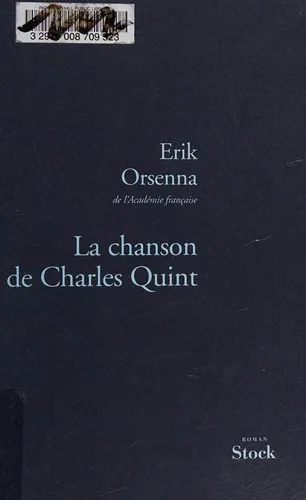 Erik
Orsenna
de l'Académie française
La chanson
de Charles Quint
ROMAN
Stock